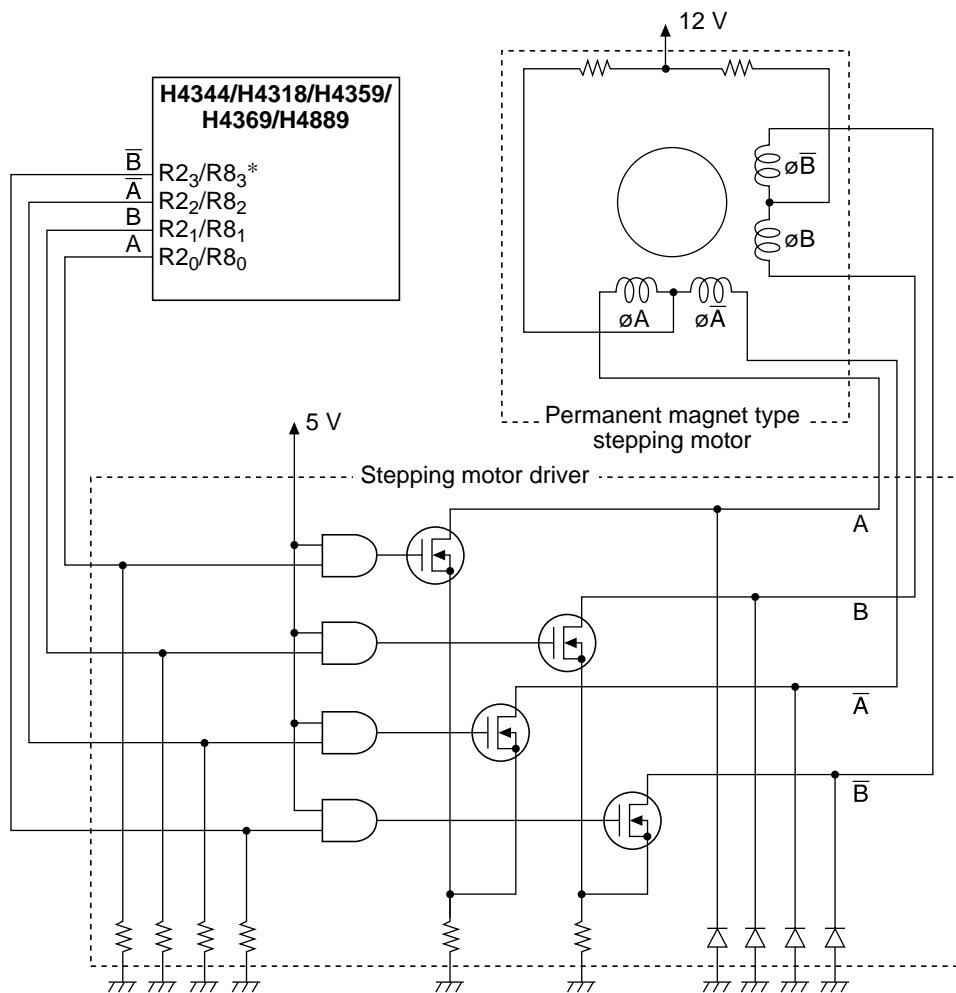 12 V
H4344/H4318/H4359/
H4369/H4889
B̅
R2₃/R8₃*
A̅
R2₂/R8₂
B
R2₁/R8₁
A
R2₀/R8₀
øB̅
øB
øA
øA̅
Permanent magnet type
stepping motor
5 V
Stepping motor driver
A
B
A̅
B̅